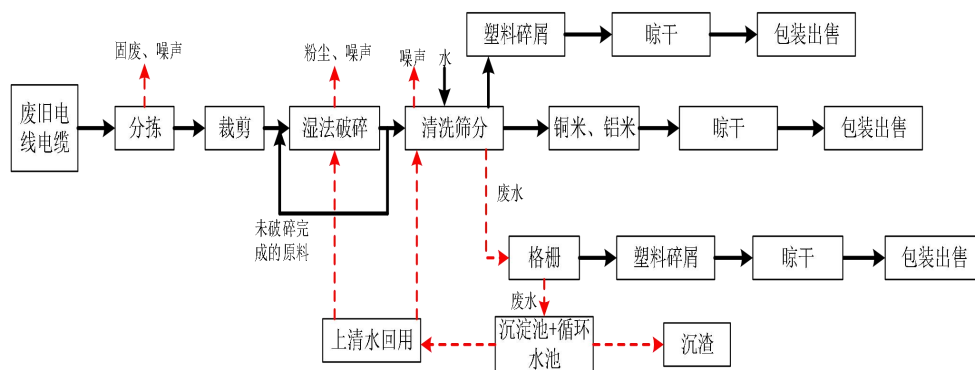 塑料碎屑
晾干
包装出售
固废、噪声
粉尘、噪声
噪声
水
废旧电
线电缆
分拣
裁剪
湿法破碎
清洗筛分
铜米、铝米
晾干
包装出售
废水
未破碎完
成的原料
格栅
塑料碎屑
晾干
包装出售
废水
上清水回用
沉淀池+循环
水池
沉渣